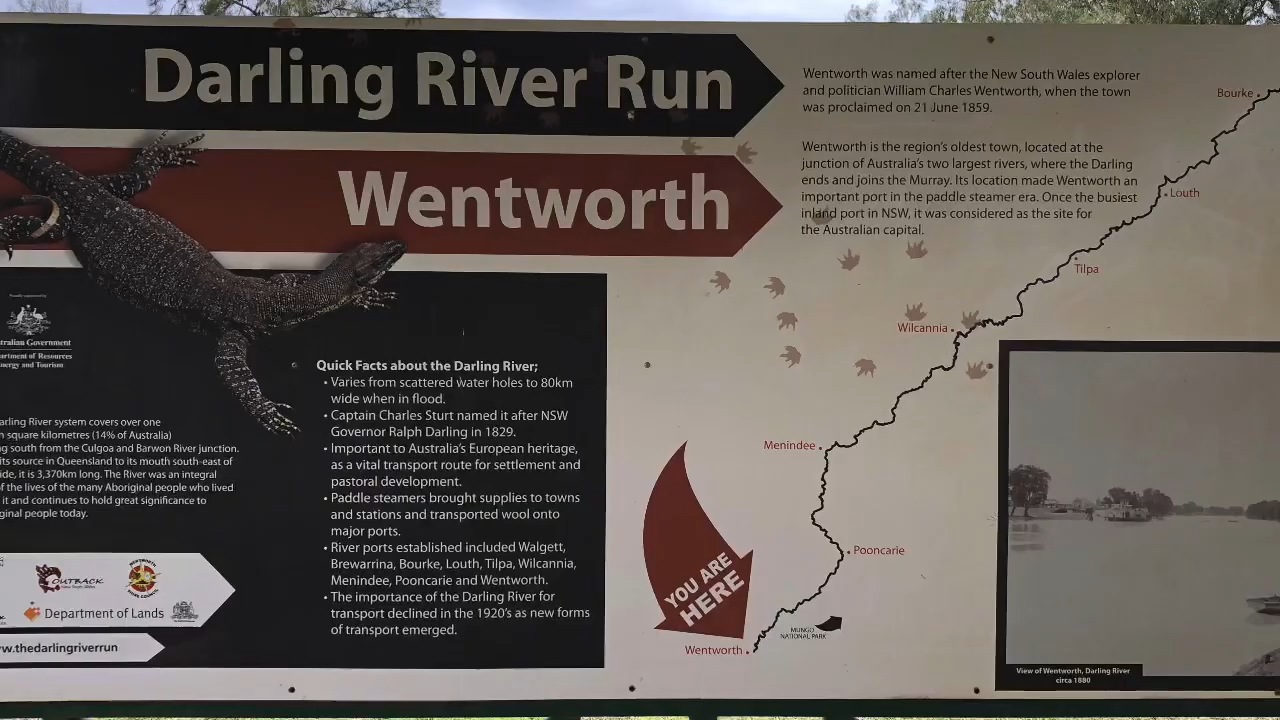 Darling River Run
Wentworth
Wentworth was named after the New South Wales explorer
and politician William Charles Wentworth, when the town
was proclaimed on 21 June 1859.
Wentworth is the region's oldest town, located at the
junction of Australia's two largest rivers, where the Darling
ends and joins the Murray. Its location made Wentworth an
important port in the paddle steamer era. Once the busiest
inland port in NSW, it was considered as the site for
the Australian capital.
Bourke
Louth
Tilpa
Wilcannia
Menindee
Pooncarie
MUNGO
NATIONAL PARK
Wentworth
YOU ARE
HERE
Proudly supported by
tralian Government
artment of Resources
nergy and Tourism
arling River system covers over one
n square kilometres (14% of Australia)
ng south from the Culgoa and Barwon River junction.
its source in Queensland to its mouth south-east of
ide, it is 3,370km long. The River was an integral
of the lives of the many Aboriginal people who lived
it and continues to hold great significance to
ginal people today.
Quick Facts about the Darling River;
• Varies from scattered water holes to 80km
wide when in flood.
• Captain Charles Sturt named it after NSW
Governor Ralph Darling in 1829.
• Important to Australia's European heritage,
as a vital transport route for settlement and
pastoral development.
• Paddle steamers brought supplies to towns
and stations and transported wool onto
major ports.
• River ports established included Walgett,
Brewarrina, Bourke, Louth, Tilpa, Wilcannia,
Menindee, Pooncarie and Wentworth.
• The importance of the Darling River for
transport declined in the 1920's as new forms
of transport emerged.
OUTBACK
Department of Lands
w.thedarlingriverrun
View of Wentworth, Darling River
circa 1880